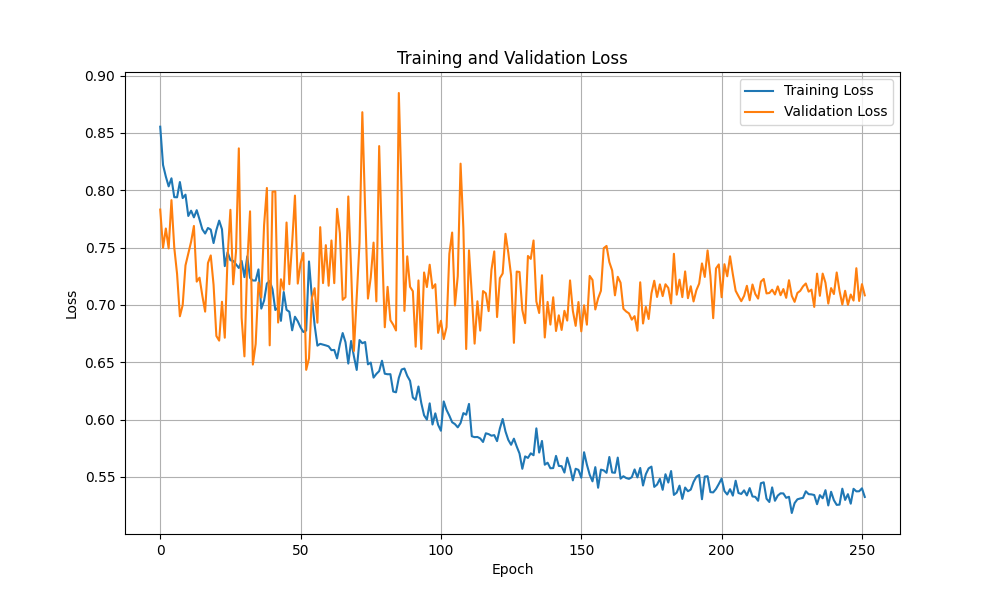 Training and Validation Loss
0.90
0.85
0.80
0.75
0.70
0.65
0.60
0.55
Loss
Training Loss
Validation Loss
0 50 100 150 200 250
Epoch